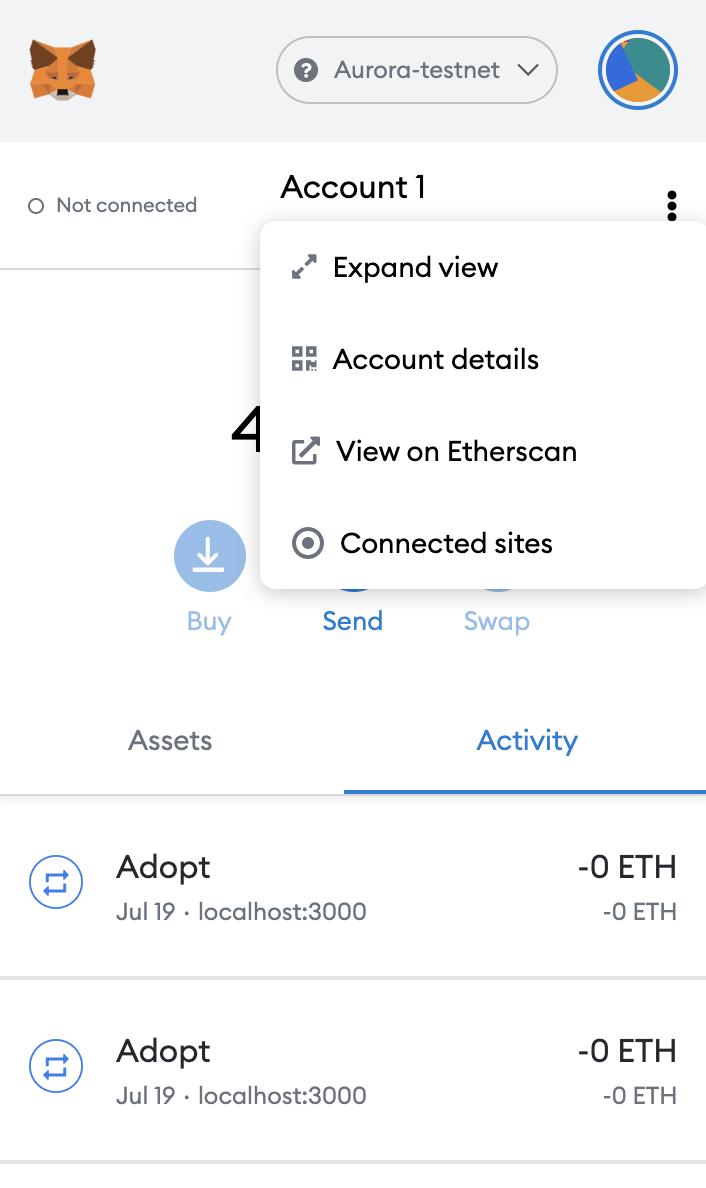 Aurora-testnet
Not connected
Account 1
Expand view
Account details
View on Etherscan
Connected sites
4
Buy
Send
Swap
Assets
Activity
Adopt
-0 ETH
Jul 19 · localhost:3000
-0 ETH
Adopt
-0 ETH
Jul 19 · localhost:3000
-0 ETH